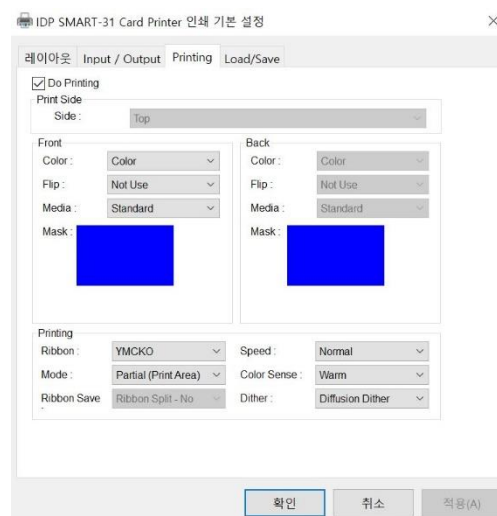 IDP SMART-31 Card Printer 인쇄 기본 설정
레이아웃 Input / Output Printing Load/Save
Do Printing
Print Side
Side : Top
Front
Color : Color
Flip : Not Use
Media : Standard
Mask :
Back
Color : Color
Flip : Not Use
Media : Standard
Mask :
Printing
Ribbon : YMCKO
Speed : Normal
Mode : Partial (Print Area)
Color Sense : Warm
Ribbon Save : Ribbon Split - No
Dither : Diffusion Dither
확인 취소 적용(A)